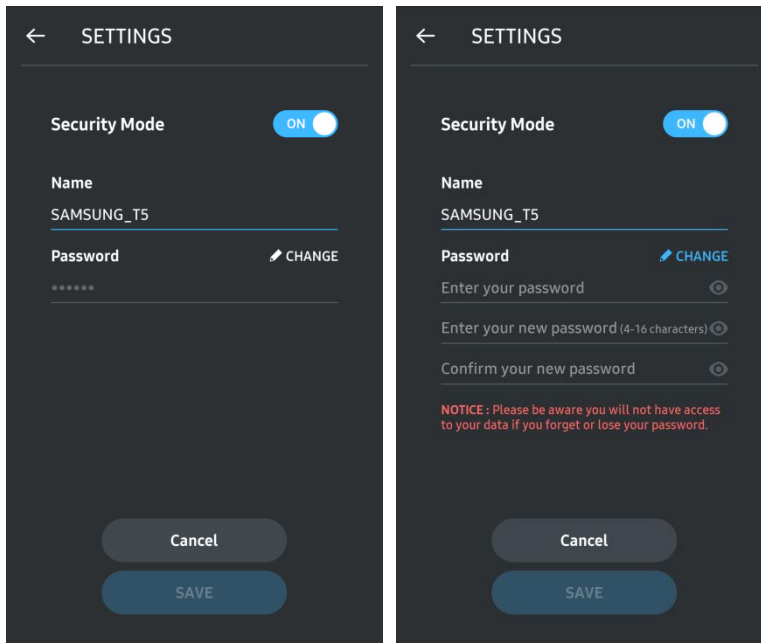 SETTINGS
Security Mode
ON
Name
SAMSUNG_T5
Password
CHANGE
••••••
Cancel
SAVE
SETTINGS
Security Mode
ON
Name
SAMSUNG_T5
Password
CHANGE
Enter your password
Enter your new password (4-16 characters)
Confirm your new password
NOTICE : Please be aware you will not have access
to your data if you forget or lose your password.
Cancel
SAVE